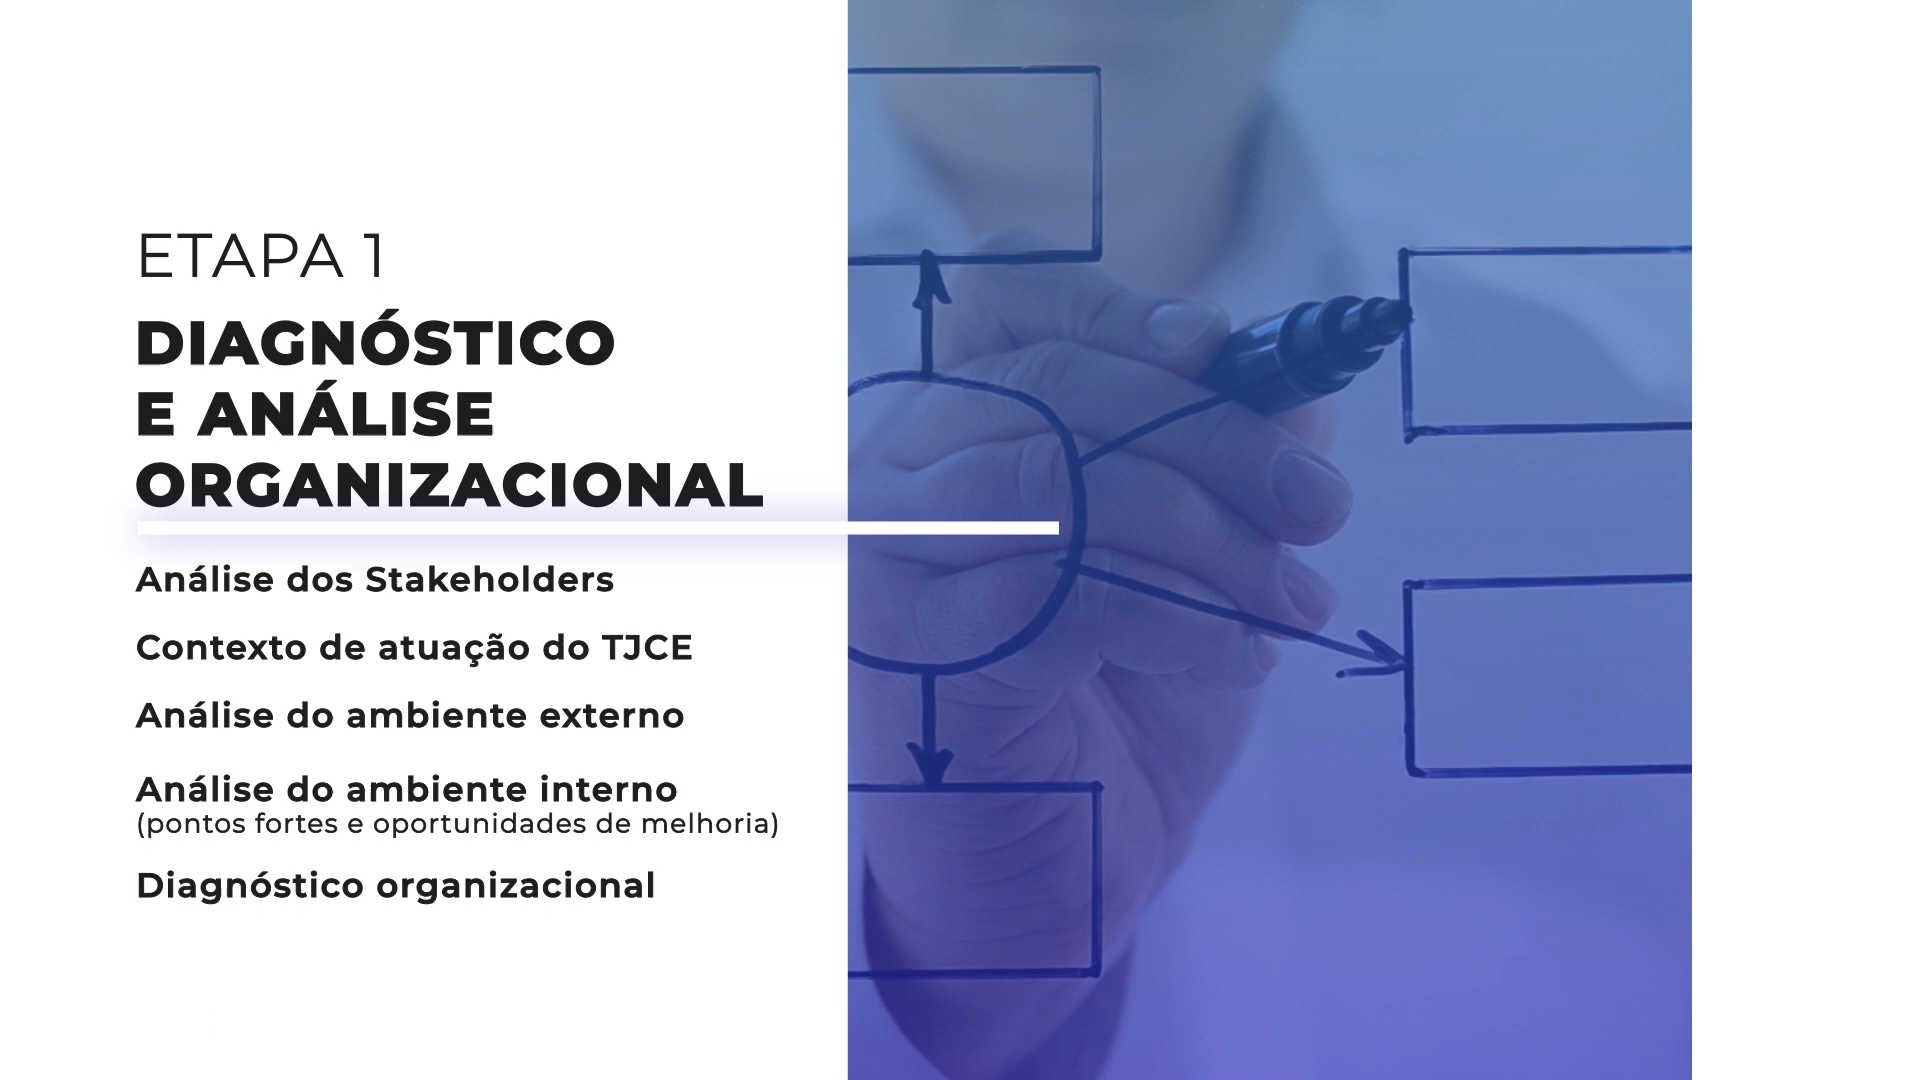 ETAPA 1
DIAGNÓSTICO
E ANÁLISE
ORGANIZACIONAL
Análise dos Stakeholders
Contexto de atuação do TJCE
Análise do ambiente externo
Análise do ambiente interno
(pontos fortes e oportunidades de melhoria)
Diagnóstico organizacional